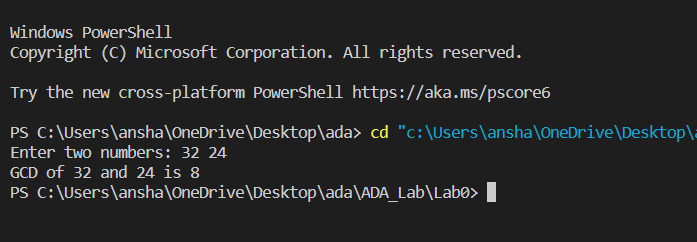 Windows PowerShell
Copyright (C) Microsoft Corporation. All rights reserved.
Try the new cross-platform PowerShell https://aka.ms/pscore6
PS C:\Users\ansha\OneDrive\Desktop\ada> cd "c:\Users\ansha\OneDrive\Desktop\
Enter two numbers: 32 24
GCD of 32 and 24 is 8
PS C:\Users\ansha\OneDrive\Desktop\ada\ADA_Lab\Lab0>